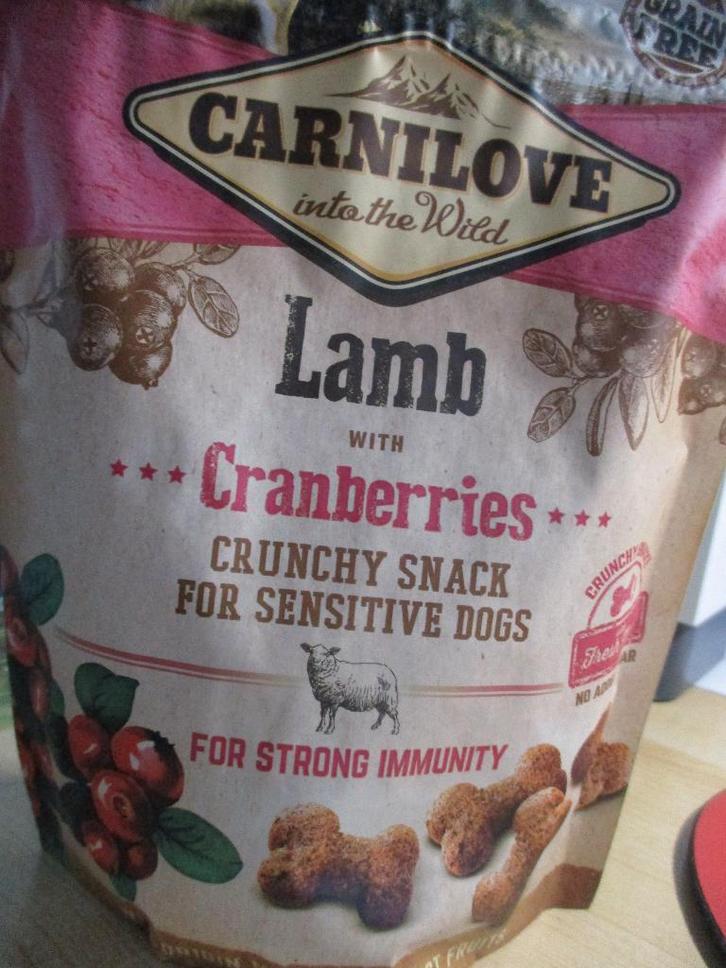 GRAIN
FREE
CARNILOVE
into the Wild
Lamb
WITH
Cranberries
CRUNCHY SNACK
FOR SENSITIVE DOGS
CRUNCHY
NO
FOR STRONG IMMUNITY
FRUITS